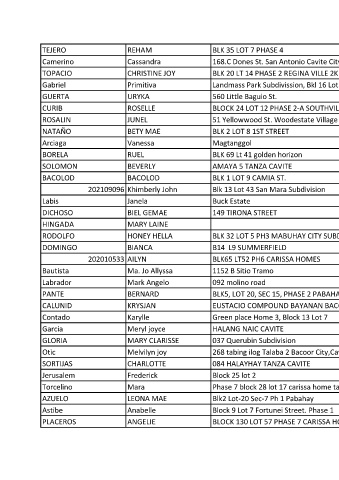 TEJERO REHAM BLK 35 LOT 7 PHASE 4
Camerino Cassandra 168.C Dones St. San Antonio Cavite City
TOPACIO CHRISTINE JOY BLK 20 LT 14 PHASE 2 REGINA VILLE 2K
Gabriel Primitiva Landmass Park Subdivision, Bkl 16 Lot
GUERTA URYKA 560 Little Baguio St.
CURIB ROSELLE BLOCK 24 LOT 12 PHASE 2-A SOUTHVIL
ROSALIN JUNEL 51 Yellowwood St. Woodestate Village
NATAÑO BETY MAE BLK 2 LOT 8 1ST STREET
Arciaga Vanessa Magtanggol
BORELA RUEL BLK 69 Lt 41 golden horizon
SOLOMON BEVERLY AMAYA 5 TANZA CAVITE
BACOLOD BACOLOD BLK 1 LOT 9 CAMIA ST.
202109096 Khimberly John Blk 13 Lot 43 San Mara Subdivision
Labis Janela Buck Estate
DICHOSO BIEL GEMAE 149 TIRONA STREET
HINGADA MARY LAINE
RODOLFO HONEY HELLA BLK 32 LOT 5 PH3 MABUHAY CITY SUBD
DOMINGO BIANCA B14 L9 SUMMERFIELD
202010533 AILYN BLK65 LT52 PH6 CARISSA HOMES
Bautista Ma. Jo Allyssa 1152 B Sitio Tramo
Labrador Mark Angelo 092 molino road
PANTE BERNARD BLK5, LOT 20, SEC 15, PHASE 2 PABAHA
CALUNID KRYSJAN EUSTACIO COMPOUND BAYANAN BAC
Contado Karylle Green place Home 3, Block 13 Lot 7
Garcia Meryl joyce HALANG NAIC CAVITE
GLORIA MARY CLARISSE 037 Querubin Subdivision
Otic Melvilyn joy 268 tabing ilog Talaba 2 Bacoor City,Cav
SORTIJAS CHARLOTTE 084 HALAYHAY TANZA CAVITE
Jerusalem Frederick Block 25 lot 2
Torcelino Mara Phase 7 block 28 lot 17 carissa home ta
AZUELO LEONA MAE Blk2 Lot-20 Sec-7 Ph 1 Pabahay
Astibe Anabelle Block 9 Lot 7 Fortunei Street. Phase 1
PLACEROS ANGELIE BLOCK 130 LOT 57 PHASE 7 CARISSA HO